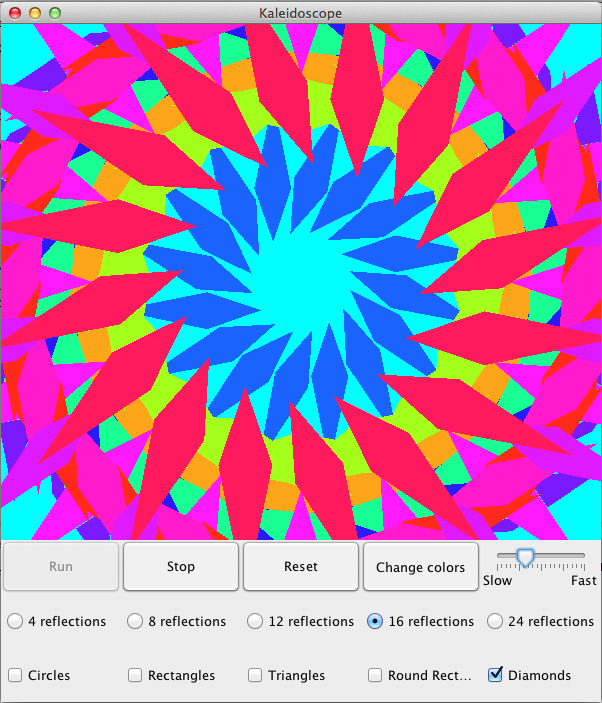 Kaleidoscope
Run Stop Reset Change colors
Slow Fast
4 reflections 8 reflections 12 reflections 16 reflections 24 reflections
Circles Rectangles Triangles Round Rect... Diamonds